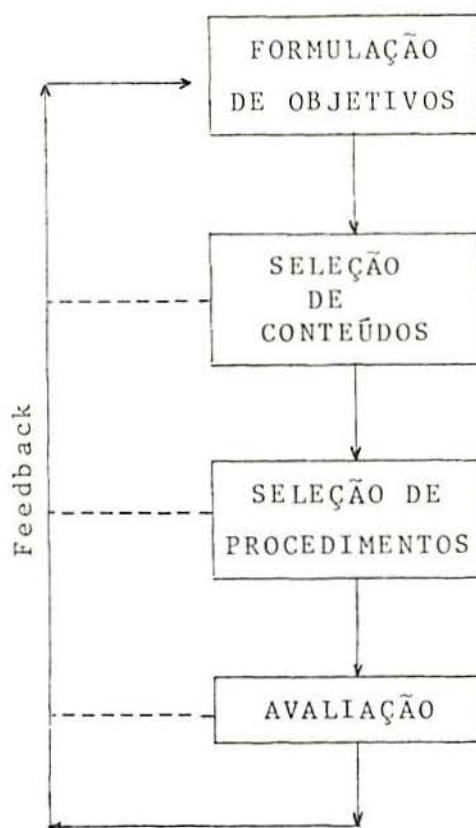 FORMULAÇÃO
DE OBJETIVOS
SELEÇÃO
DE
CONTEÚDOS
Feedback
SELEÇÃO DE
PROCEDIMENTOS
AVALIAÇÃO